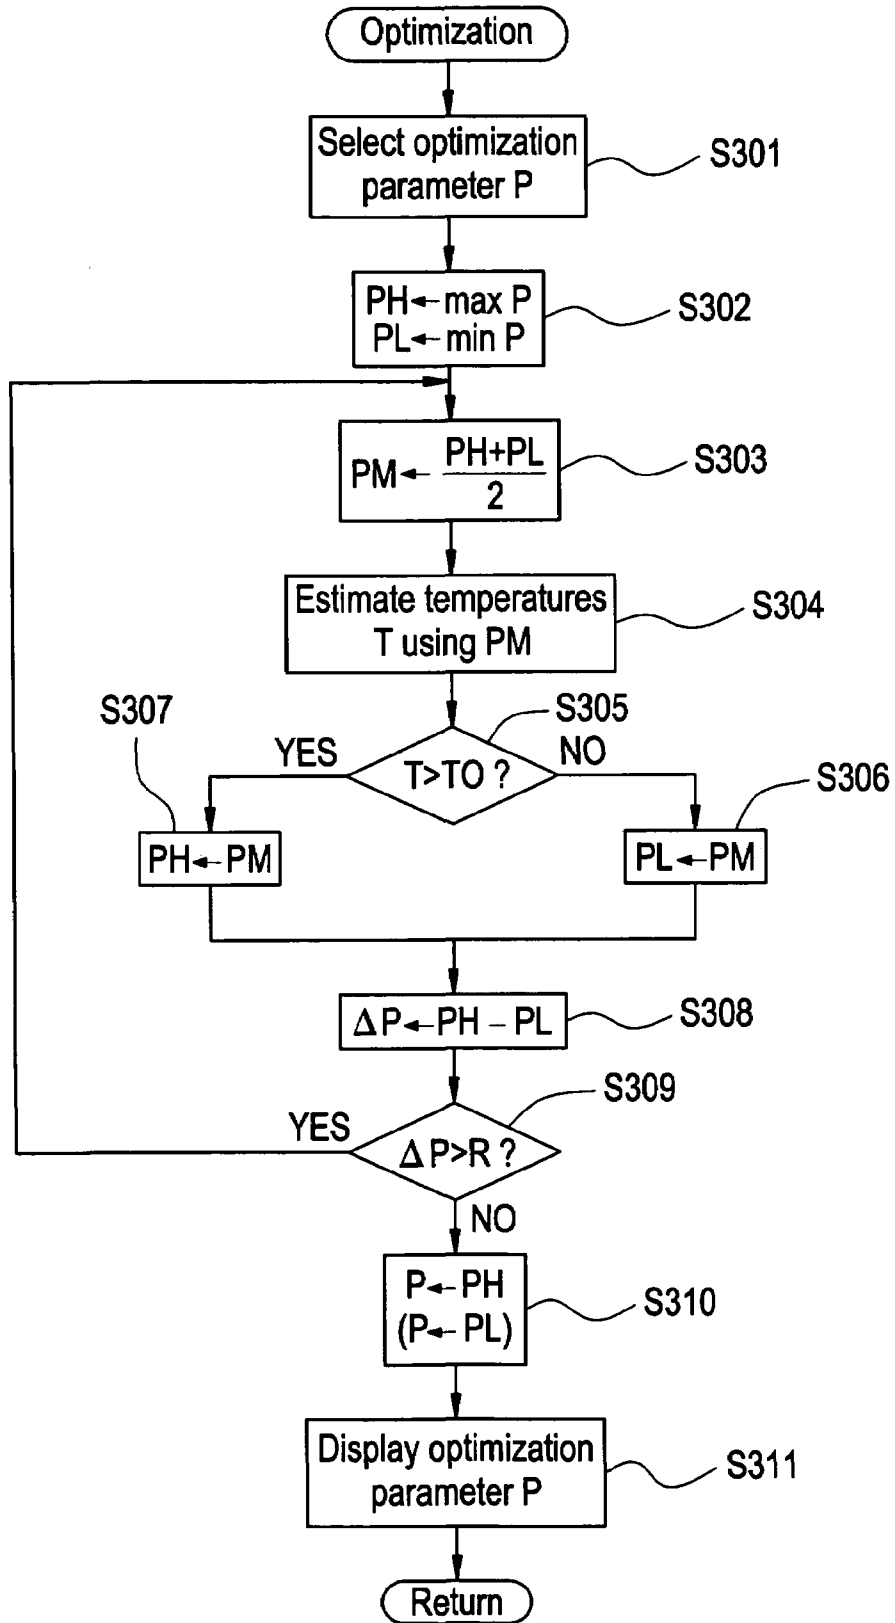 Optimization
Select optimization
parameter P
S301
PH←max P
PL←min P
S302
PM← PH+PL
2
S303
Estimate temperatures
T using PM
S304
S307
S305
YES
T>TO ?
NO
S306
PH←PM
PL←PM
ΔP←PH – PL
S308
S309
YES
ΔP>R ?
NO
P←PH
(P←PL)
S310
Display optimization
parameter P
S311
Return